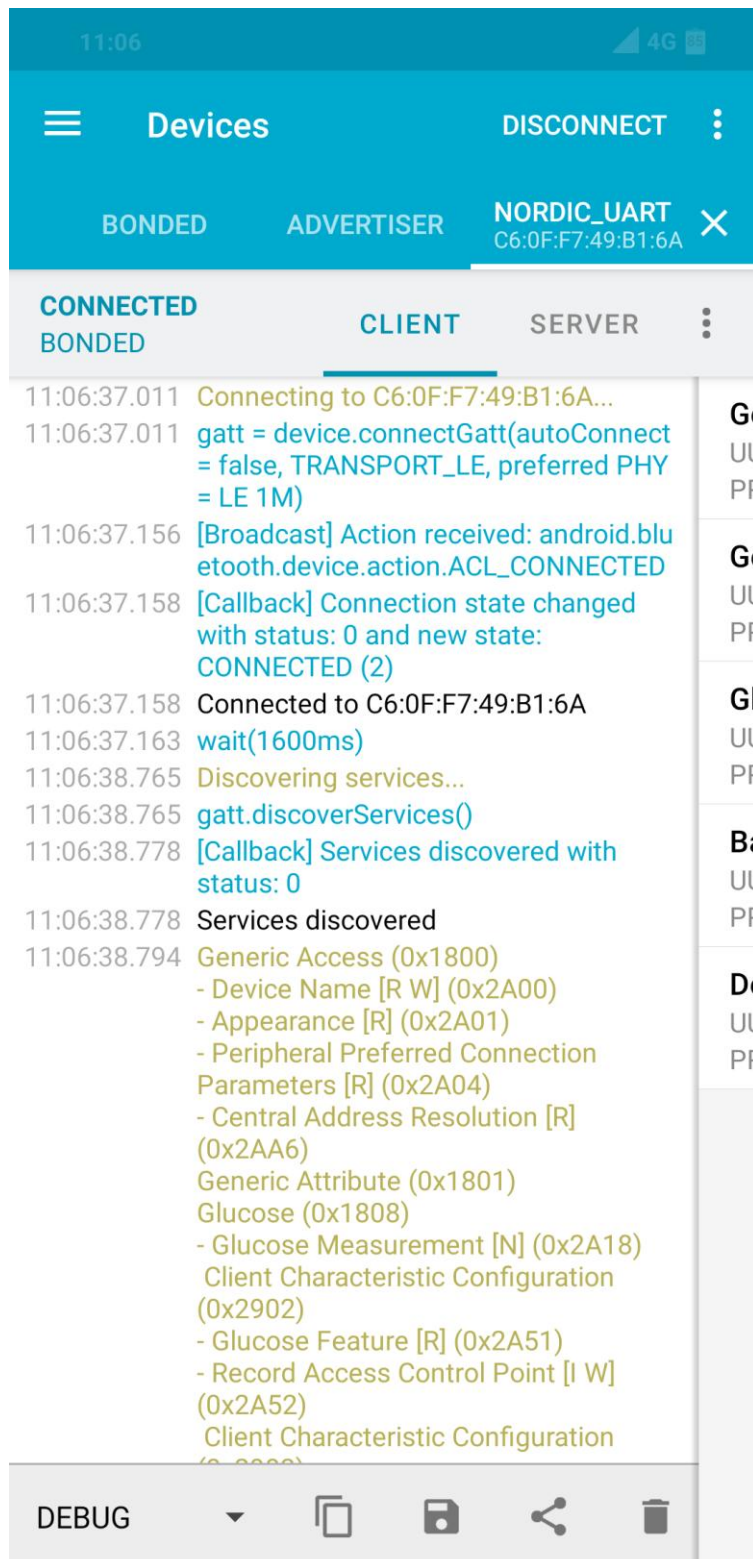 11:06
4G 85
Devices
DISCONNECT
BONDED
ADVERTISER
NORDIC_UART
C6:0F:F7:49:B1:6A
CONNECTED
BONDED
CLIENT
SERVER
11:06:37.011 Connecting to C6:0F:F7:49:B1:6A...
11:06:37.011 gatt = device.connectGatt(autoConnect
= false, TRANSPORT_LE, preferred PHY
= LE 1M)
11:06:37.156 [Broadcast] Action received: android.blu
etooth.device.action.ACL_CONNECTED
11:06:37.158 [Callback] Connection state changed
with status: 0 and new state:
CONNECTED (2)
11:06:37.158 Connected to C6:0F:F7:49:B1:6A
11:06:37.163 wait(1600ms)
11:06:38.765 Discovering services...
11:06:38.765 gatt.discoverServices()
11:06:38.778 [Callback] Services discovered with
status: 0
11:06:38.778 Services discovered
11:06:38.794 Generic Access (0x1800)
- Device Name [R W] (0x2A00)
- Appearance [R] (0x2A01)
- Peripheral Preferred Connection
Parameters [R] (0x2A04)
- Central Address Resolution [R]
(0x2AA6)
Generic Attribute (0x1801)
Glucose (0x1808)
- Glucose Measurement [N] (0x2A18)
Client Characteristic Configuration
(0x2902)
- Glucose Feature [R] (0x2A51)
- Record Access Control Point [I W]
(0x2A52)
Client Characteristic Configuration
DEBUG